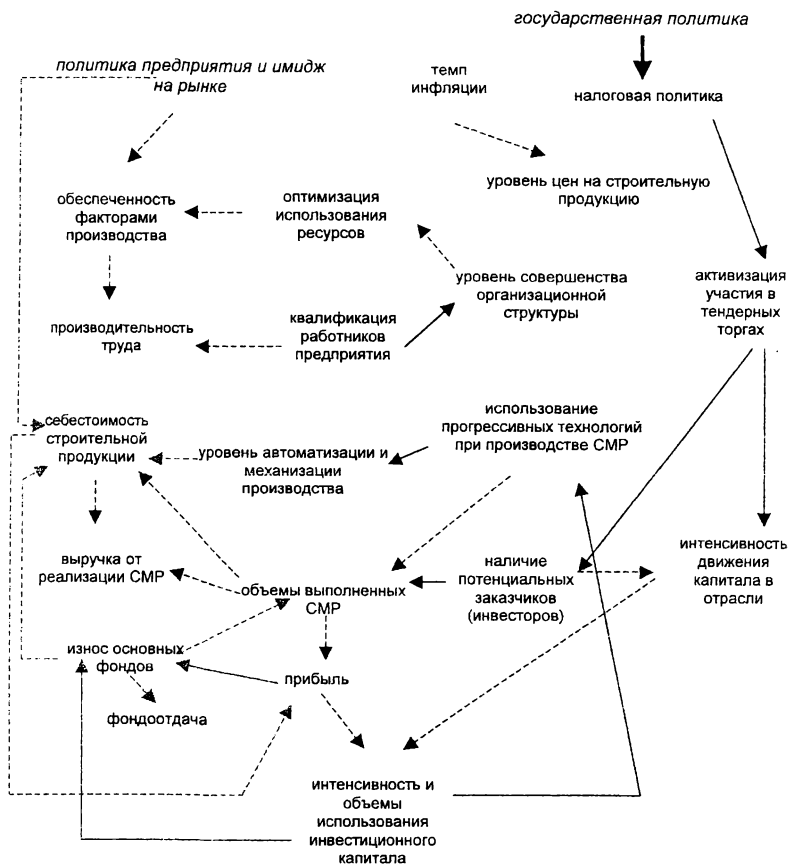 государственная политика
политика предприятия и имидж
на рынке
темп
инфляции
налоговая политика
обеспеченность
факторами
производства
оптимизация
использования
ресурсов
уровень цен на строительную
продукцию
уровень совершенства
организационной
структуры
активизация
участия в
тендерных
торгах
производительность
труда
квалификация
работников
предприятия
себестоимость
строительной
продукции
уровень автоматизации и
механизации
производства
использование
прогрессивных технологий
при производстве СМР
выручка от
реализации СМР
объемы выполненных
СМР
наличие
потенциальных
заказчиков
(инвесторов)
интенсивность
движения
капитала в
отрасли
износ основных
фондов
прибыль
фондоотдача
интенсивность и
объемы
использования
инвестиционного
капитала